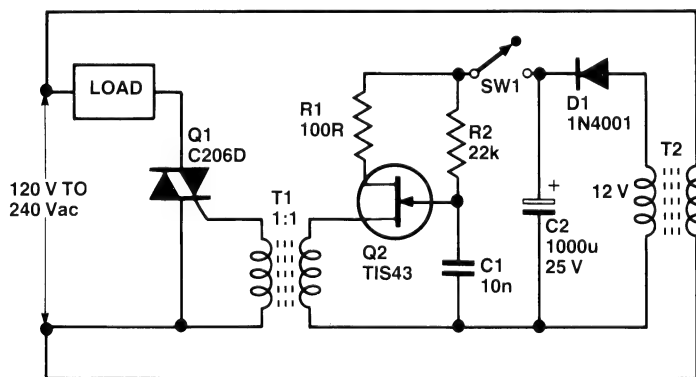 LOAD
120 V TO
240 Vac
Q1
C206D
T1
1:1
R1
100R
Q2
TIS43
R2
22k
C1
10n
SW1
+
C2
1000u
25 V
D1
1N4001
12 V
T2